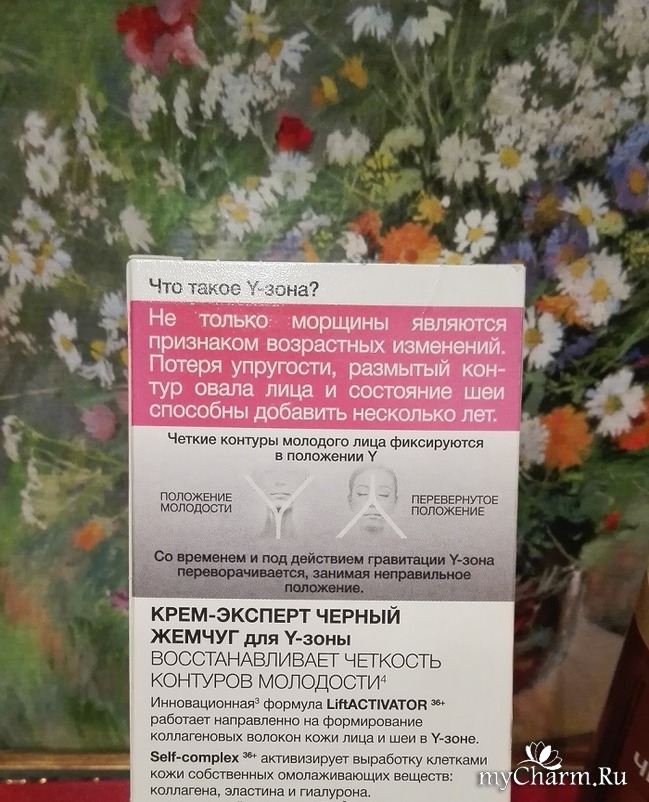 Что такое Y-зона?
Не только морщины являются
признаком возрастных изменений.
Потеря упругости, размытый кон-
тур овала лица и состояние шеи
способны добавить несколько лет.
Четкие контуры молодого лица фиксируются
в положении Y
ПОЛОЖЕНИЕ
МОЛОДОСТИ
ПЕРЕВЕРНУТОЕ
ПОЛОЖЕНИЕ
Со временем и под действием гравитации Y-зона
переворачивается, занимая неправильное
положение.
КРЕМ-ЭКСПЕРТ ЧЕРНЫЙ
ЖЕМЧУГ для Y-зоны
ВОССТАНАВЛИВАЕТ ЧЕТКОСТЬ
КОНТУРОВ МОЛОДОСТИ⁴
Инновационная³ формула LiftACTIVATOR ³⁶⁺
работает направленно на формирование
коллагеновых волокон кожи лица и шеи в Y-зоне.
Self-complex ³⁶⁺ активизирует выработку клетками
кожи собственных омолаживающих веществ:
коллагена, эластина и гиалурона.
myCharm.Ru